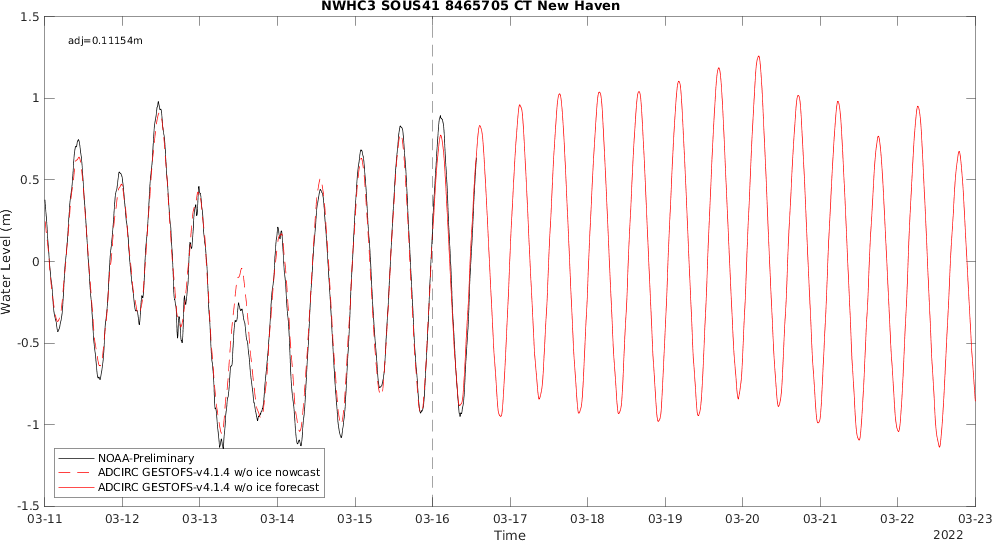 NWHC3 SOUS41 8465705 CT New Haven
1.5
adj=0.11154m
1
0.5
0
-0.5
-1
-1.5
Water Level (m)
NOAA-Preliminary
ADCIRC GESTOFS-v4.1.4 w/o ice nowcast
ADCIRC GESTOFS-v4.1.4 w/o ice forecast
03-11 03-12 03-13 03-14 03-15 03-16 03-17 03-18 03-19 03-20 03-21 03-22 03-23
Time
2022